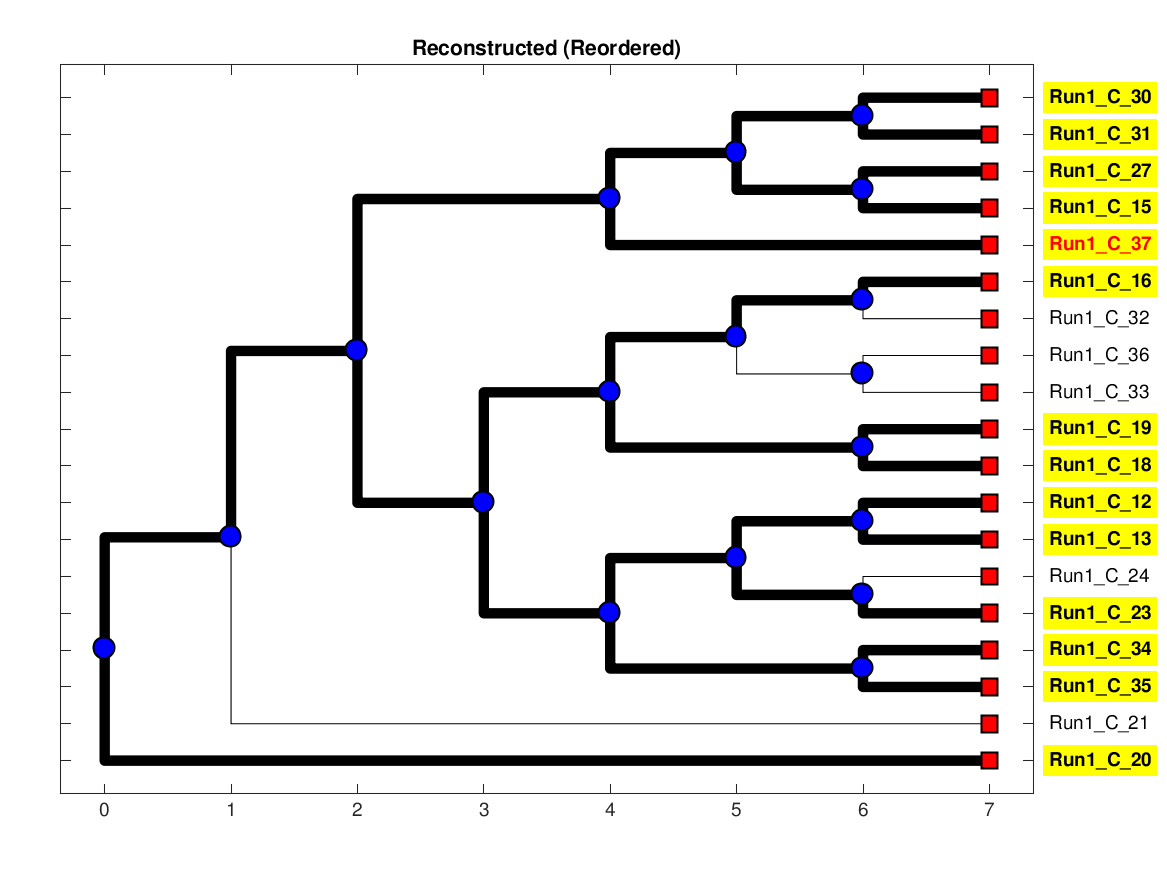 Reconstructed (Reordered)
Run1_C_30
Run1_C_31
Run1_C_27
Run1_C_15
Run1_C_37
Run1_C_16
Run1_C_32
Run1_C_36
Run1_C_33
Run1_C_19
Run1_C_18
Run1_C_12
Run1_C_13
Run1_C_24
Run1_C_23
Run1_C_34
Run1_C_35
Run1_C_21
Run1_C_20
0 1 2 3 4 5 6 7